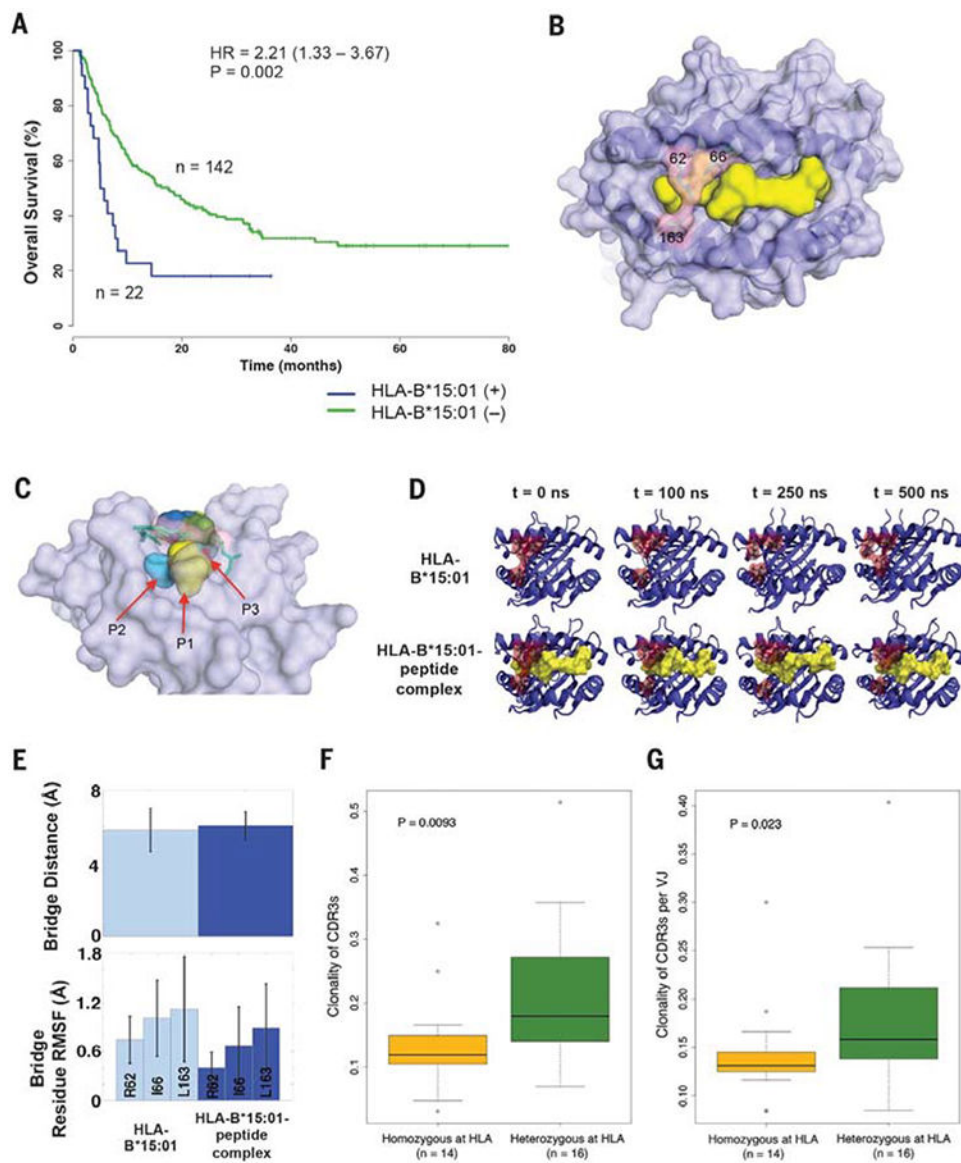 A
HR = 2.21 (1.33 – 3.67)
P = 0.002
n = 142
n = 22
Overall Survival (%)
100
80
60
40
20
0
0 20 40 60 80
Time (months)
HLA-B*15:01 (+)
HLA-B*15:01 (–)
B
62
66
163
C
P2
P1
P3
D
t = 0 ns t = 100 ns t = 250 ns t = 500 ns
HLA-
B*15:01
HLA-B*15:01-
peptide
complex
E
Bridge Distance (Å)
8
4
0
Bridge
Residue RMSF (Å)
1.8
1.2
0.6
0
R62 I66 L163 R62 I66 L163
HLA-
B*15:01
HLA-B*15:01-
peptide
complex
F
P = 0.0093
Clonality of CDR3s
0.5
0.4
0.3
0.2
0.1
Homozygous at HLA
(n = 14)
Heterozygous at HLA
(n = 16)
G
P = 0.023
Clonality of CDR3s per VJ
0.40
0.35
0.30
0.25
0.20
0.15
0.10
Homozygous at HLA
(n = 14)
Heterozygous at HLA
(n = 16)